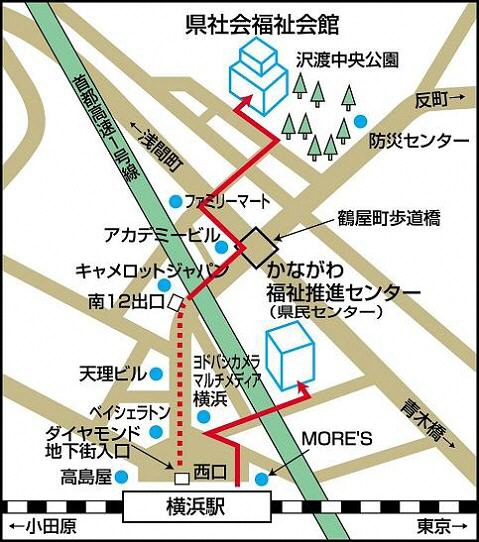 県社会福祉会館
沢渡中央公園
反町
首都高速1号線
浅間町
防災センター
ファミリーマート
鶴屋町歩道橋
アカデミービル
かながわ
福祉推進センター
(県民センター)
キャメロットジャパン
南12出口
ヨドバシカメラ
マルチメディア
横浜
天理ビル
ベイシェラトン
青木橋
ダイヤモンド
地下街入口
MORE'S
高島屋
西口
横浜駅
←小田原
東京→